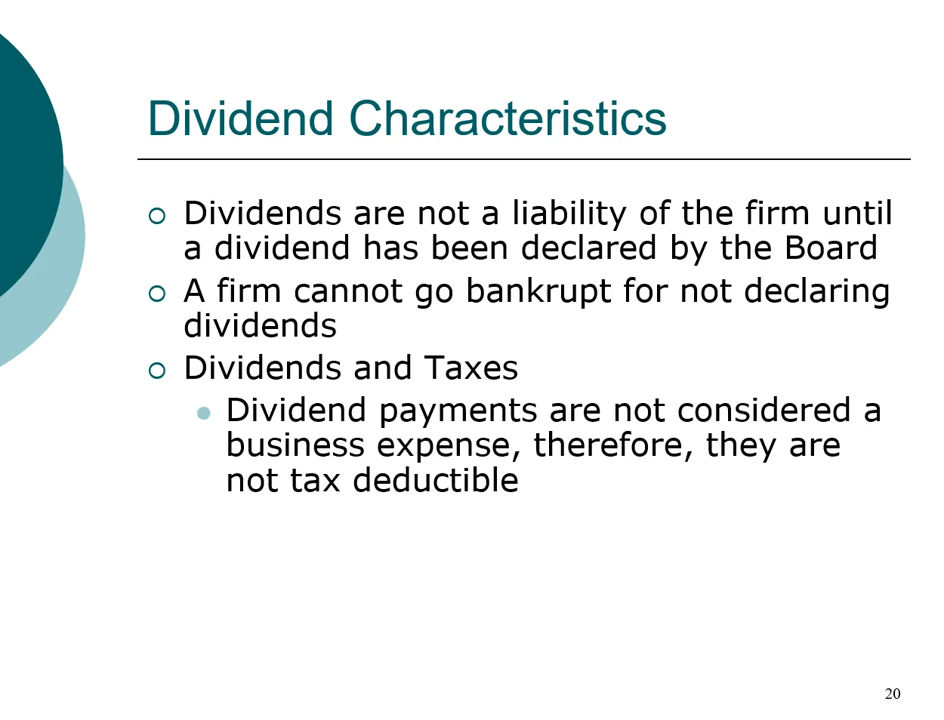 Dividend Characteristics
Dividends are not a liability of the firm until
a dividend has been declared by the Board
A firm cannot go bankrupt for not declaring
dividends
Dividends and Taxes
Dividend payments are not considered a
business expense, therefore, they are
not tax deductible
20